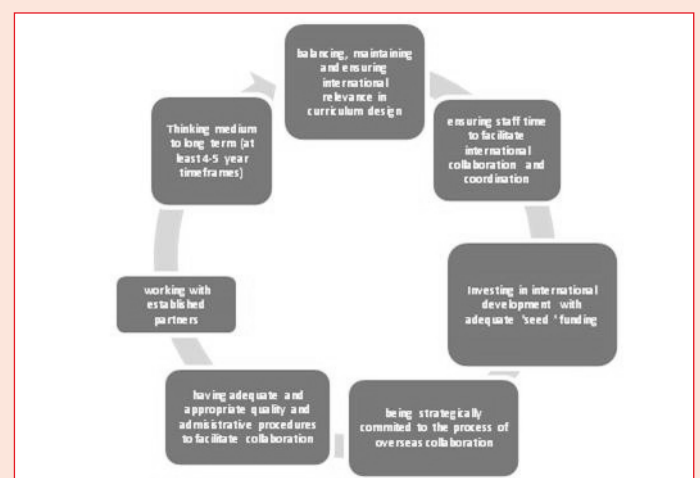 balancing, maintaining
and ensuring
international
relevance in
curriculum design
ensuring staff time
to facilitate
international
collaboration and
coordination
Investing in international
development with
adequate 'seed' funding
being strategically
commited to the process of
overseas collaboration
having adequate and
appropriate quality and
admisitrative procedures
to facilitate collaboration
working with
established
partners
Thinking medium
to long term (at
least 4-5 year
timeframes)